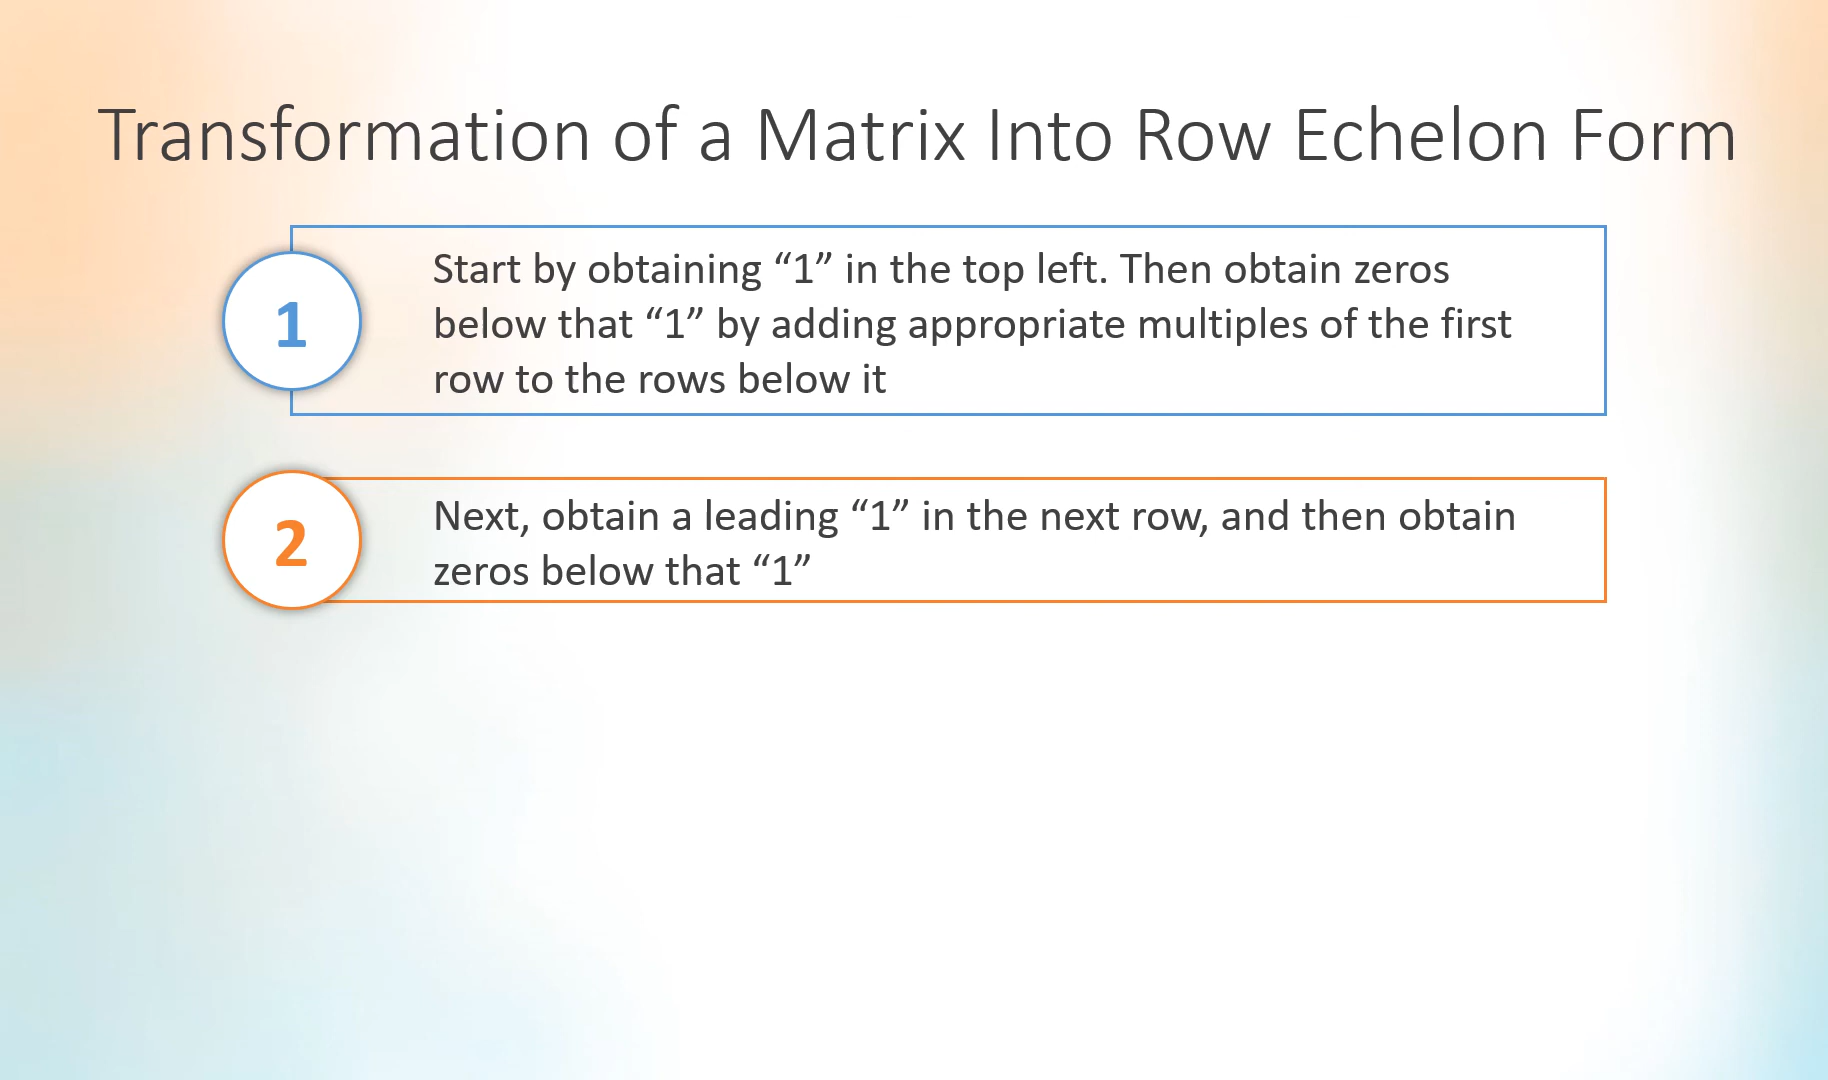 Transformation of a Matrix Into Row Echelon Form
1
Start by obtaining “1” in the top left. Then obtain zeros
below that “1” by adding appropriate multiples of the first
row to the rows below it
2
Next, obtain a leading “1” in the next row, and then obtain
zeros below that “1”